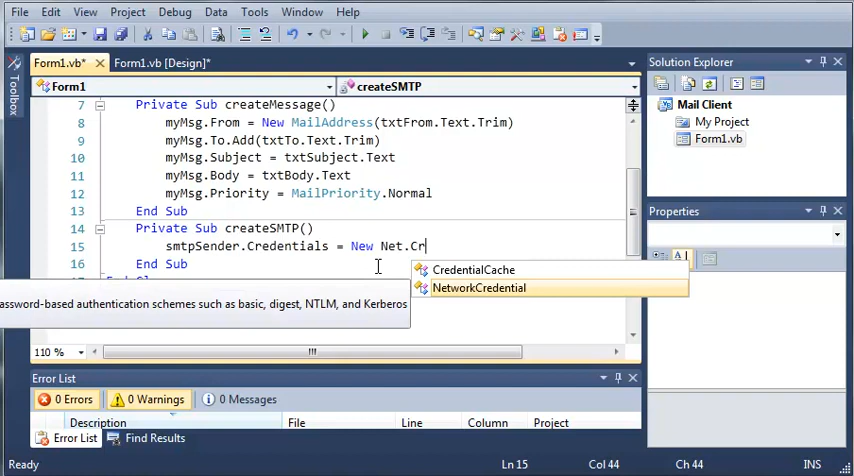 File Edit View Project Debug Data Tools Window Help
Form1.vb* Form1.vb [Design]*
Form1 createSMTP
Toolbox
7 Private Sub createMessage()
8 myMsg.From = New MailAddress(txtFrom.Text.Trim)
9 myMsg.To.Add(txtTo.Text.Trim)
10 myMsg.Subject = txtSubject.Text
11 myMsg.Body = txtBody.Text
12 myMsg.Priority = MailPriority.Normal
13 End Sub
14 Private Sub createSMTP()
15 smtpSender.Credentials = New Net.Cr
16 End Sub
CredentialCache
NetworkCredential
assword-based authentication schemes such as basic, digest, NTLM, and Kerberos
110 %
Solution Explorer
Mail Client
My Project
Form1.vb
Properties
Error List
0 Errors 0 Warnings 0 Messages
Description File Line Column Project
Error List Find Results
Ln 15 Col 44 Ch 44 INS